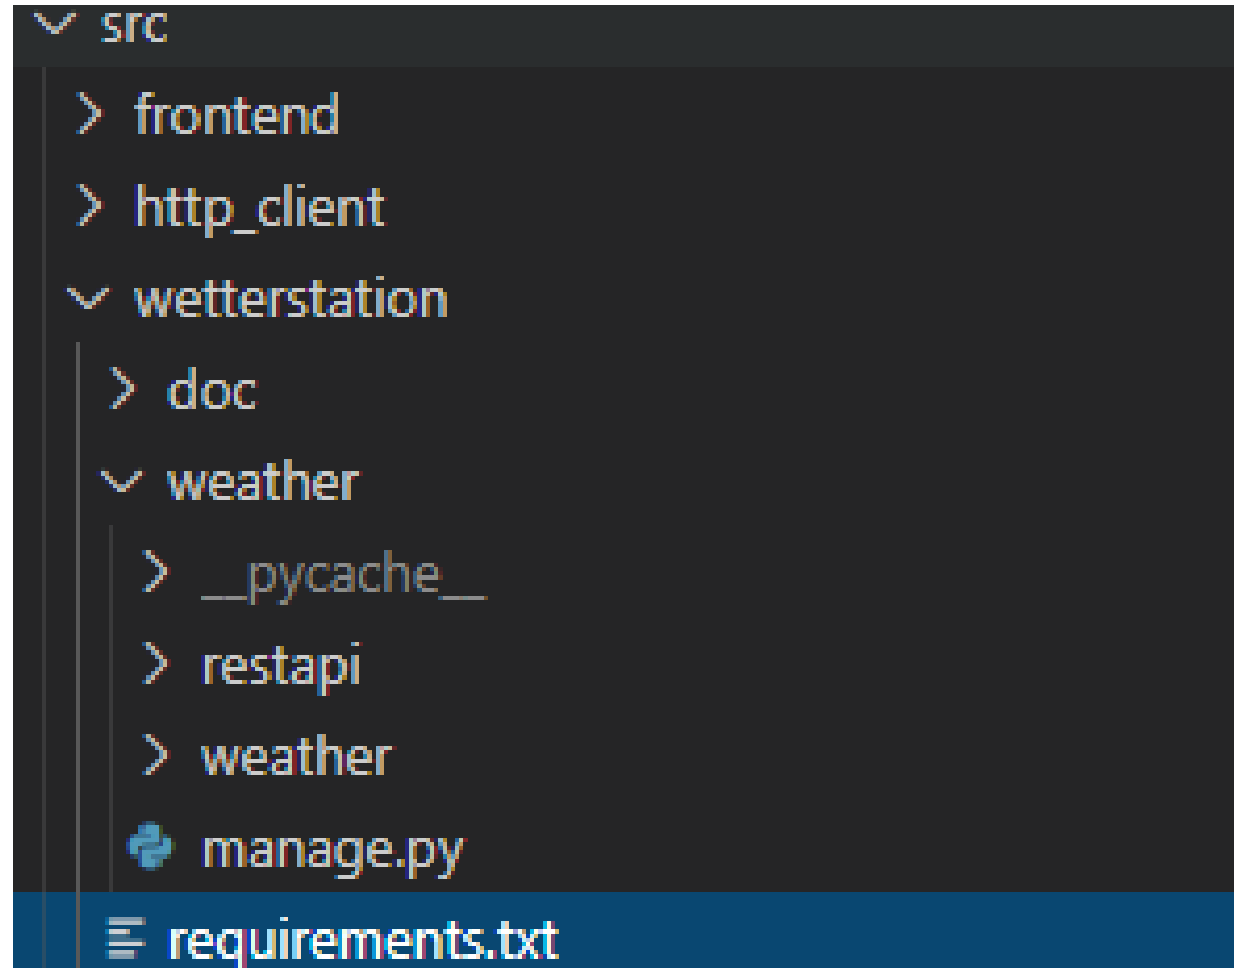 src
frontend
http_client
wetterstation
doc
weather
__pycache__
restapi
weather
manage.py
requirements.txt